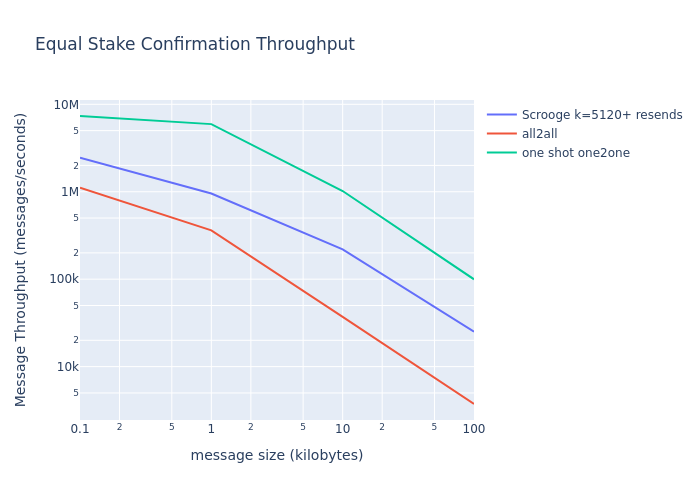 Equal Stake Confirmation Throughput
Message Throughput (messages/seconds)
10M
5
2
1M
5
2
100k
5
2
10k
5
0.1 2 5 1 2 5 10 2 5 100
message size (kilobytes)
Scrooge k=5120+ resends
all2all
one shot one2one